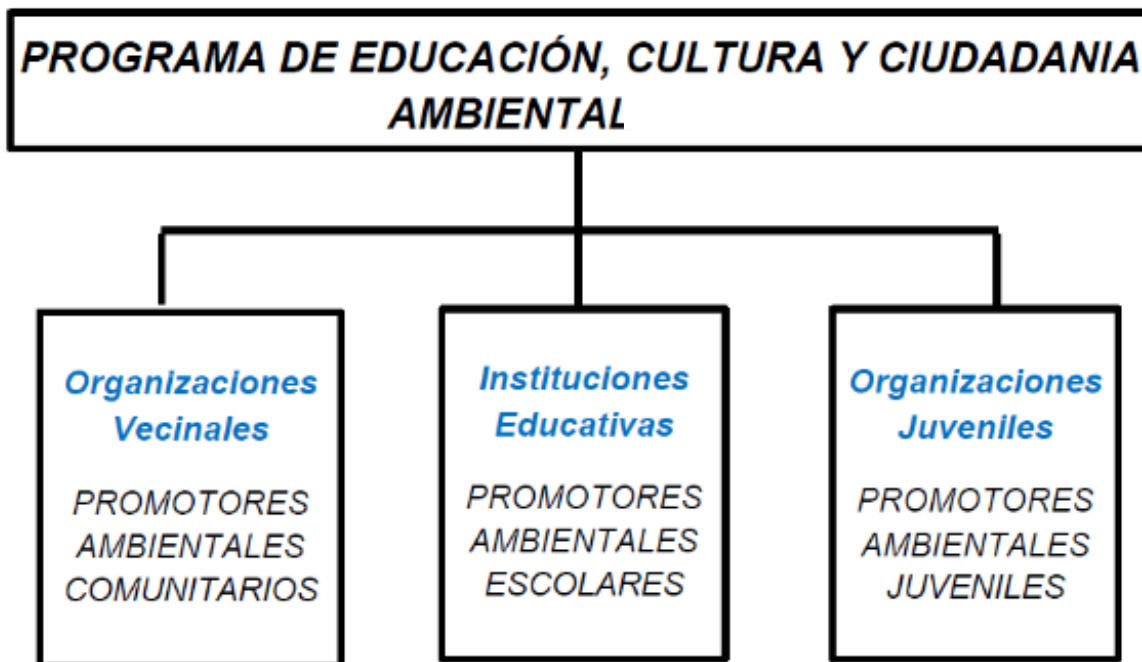 PROGRAMA DE EDUCACIÓN, CULTURA Y CIUDADANIA
AMBIENTAL
Organizaciones
Vecinales
PROMOTORES
AMBIENTALES
COMUNITARIOS
Instituciones
Educativas
PROMOTORES
AMBIENTALES
ESCOLARES
Organizaciones
Juveniles
PROMOTORES
AMBIENTALES
JUVENILES